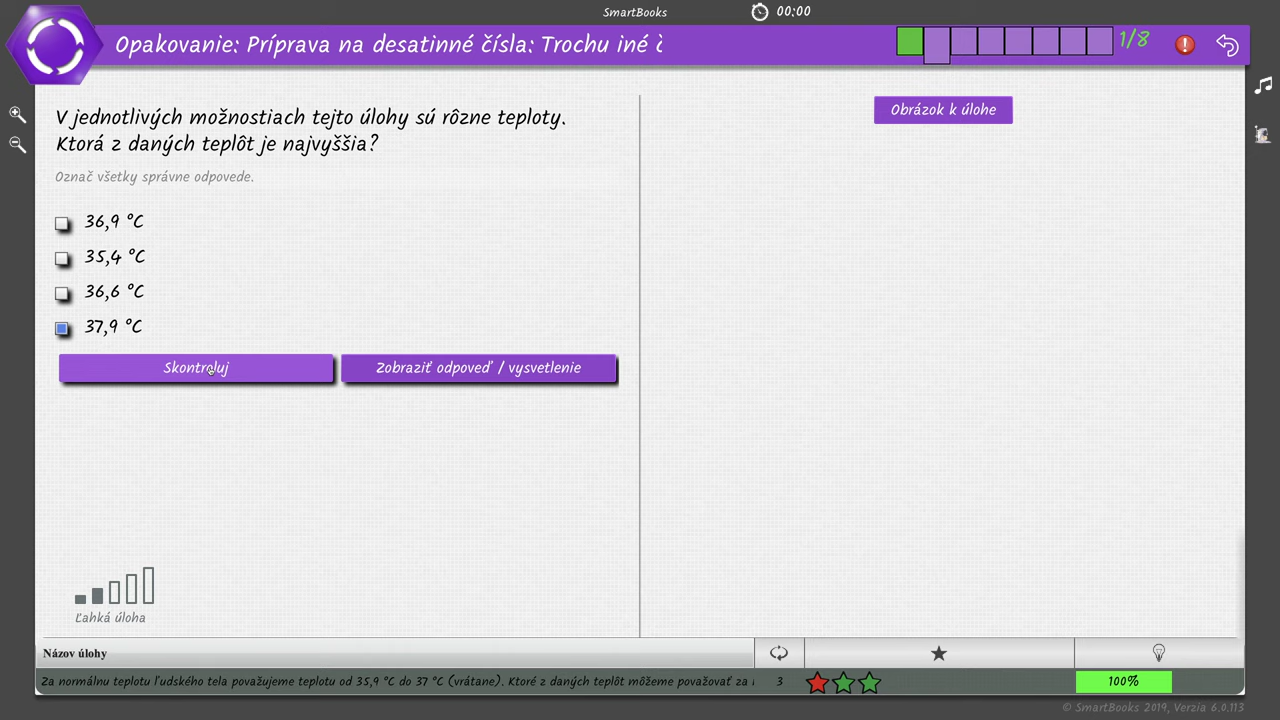 SmartBooks
00:00
Opakovanie: Príprava na desatinné čísla: Trochu iné
1/8
V jednotlivých možnostiach tejto úlohy sú rôzne teploty.
Ktorá z daných teplôt je najvyššia?
Označ všetky správne odpovede.
36,9 °C
35,4 °C
36,6 °C
37,9 °C
Skontroluj
Zobraziť odpoveď / vysvetlenie
Obrázok k úlohe
Ľahká úloha
Názov úlohy
Za normálnu teplotu ľudského tela považujeme teplotu od 35,9 °C do 37 °C (vrátane). Ktoré z daných teplôt môžeme považovať za
3
100%
© SmartBooks 2019, Verzia 6.0.113